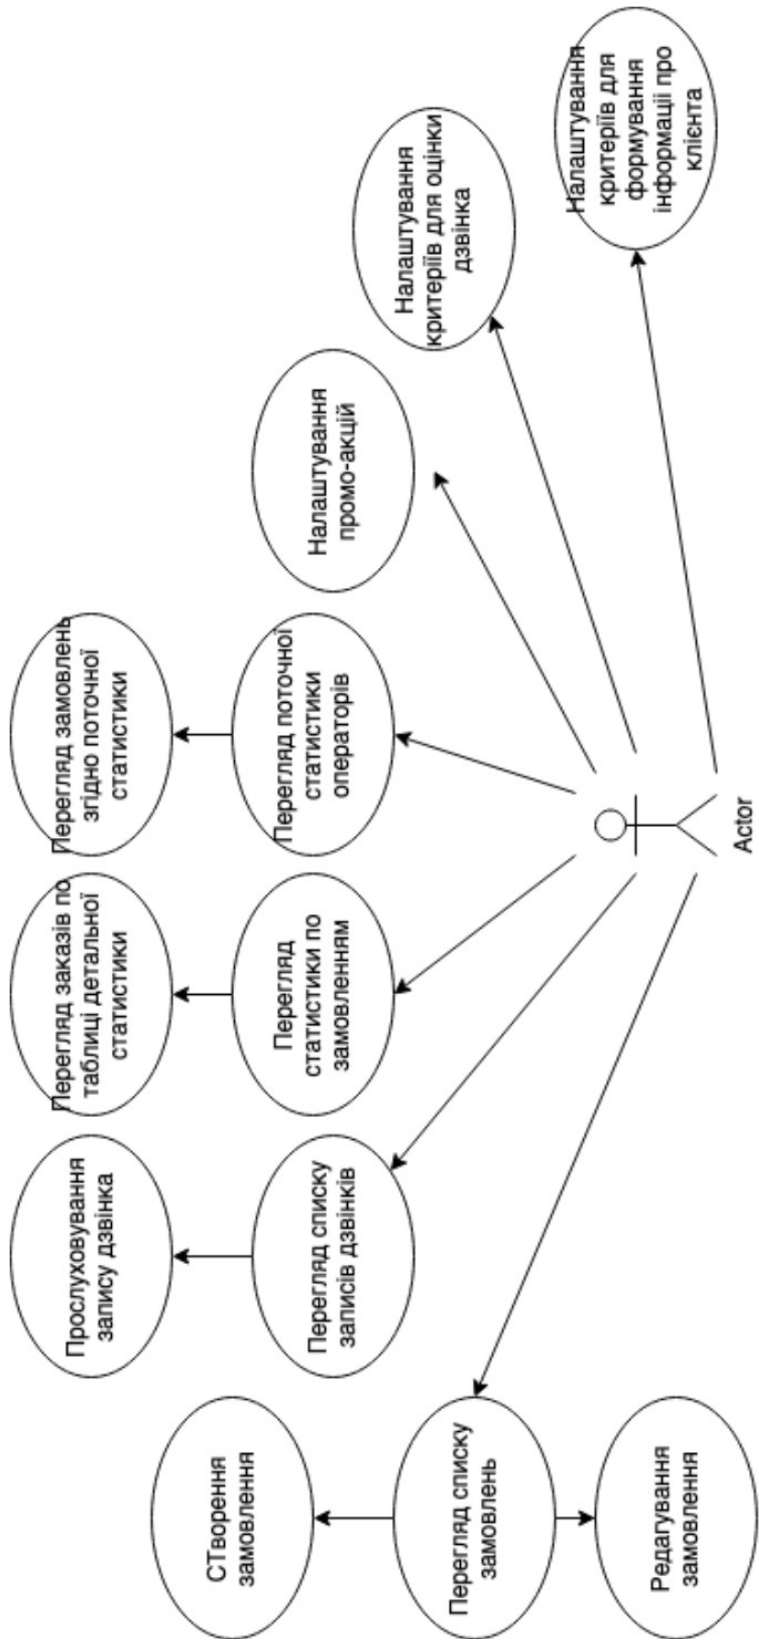 Прослуховування
запису дзвінка
Перегляд заказів по
таблиці детальної
статистики
Перегляд замовлень
згідно поточної
статистики
СТворення
замовлення
Перегляд списку
записів дзвінків
Перегляд
статистики по
замовленням
Перегляд поточної
статистики
операторів
Налаштування
промо-акцій
Налаштування
критеріїв для оцінки
дзвінка
Перегляд списку
замовлень
Налаштування
критеріїв для
формування
інформації про
клієнта
Редагування
замовлення
Actor